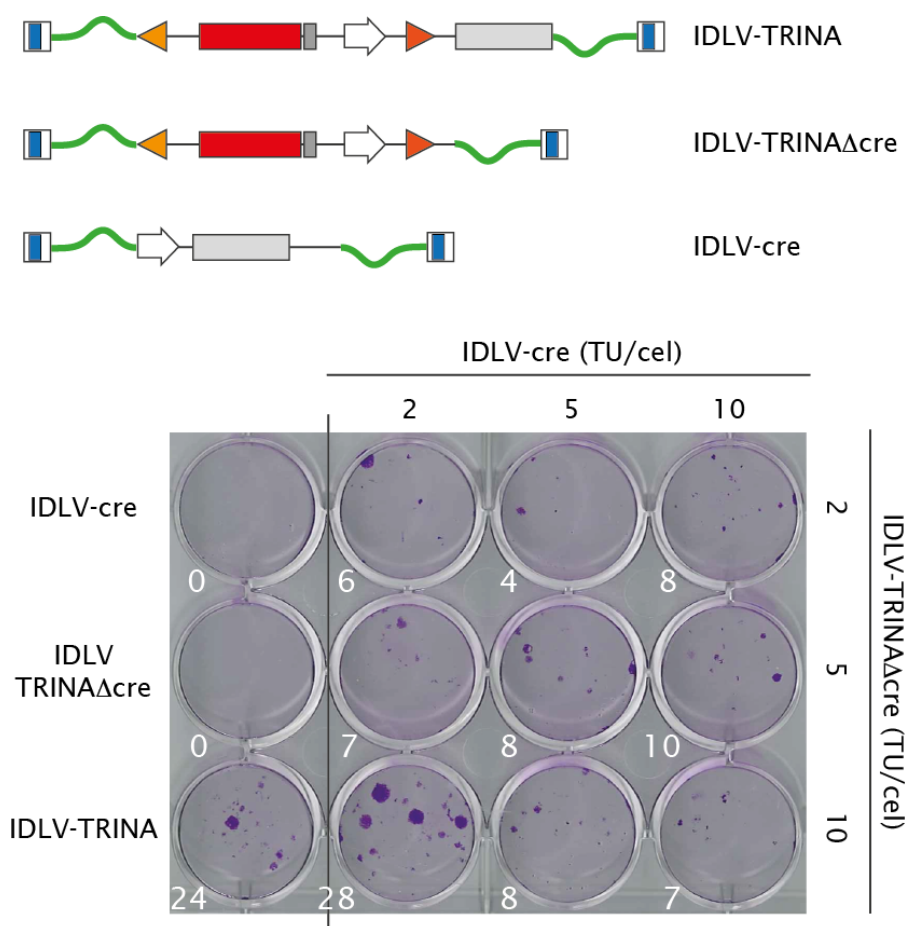 IDLV-TRINA
IDLV-TRINAΔcre
IDLV-cre
IDLV-cre (TU/cel)
2 5 10
IDLV-cre
0 6 4 8
2
IDLV
TRINAΔcre
0 7 8 10
5
IDLV-TRINA
24 28 8 7
10
IDLV-TRINAΔcre (TU/cel)